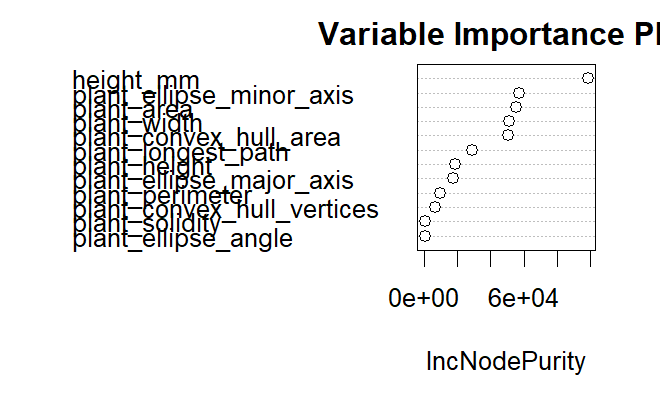 Variable Importance Pl
height_mm
plant_ellipse_minor_axis
plant_area
plant_width
plant_convex_hull_area
plant_longest_path
plant_height
plant_ellipse_major_axis
plant_perimeter
plant_convex_hull_vertices
plant_solidity
plant_ellipse_angle
0e+00 6e+04
IncNodePurity